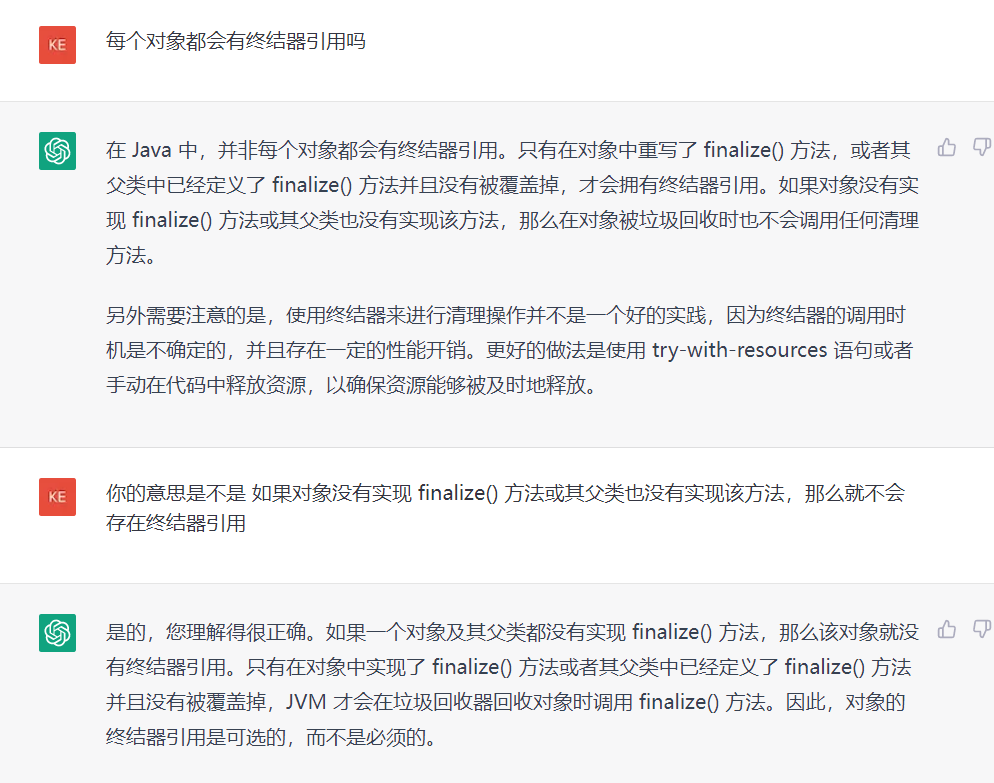 KE
每个对象都会有终结器引用吗
在 Java 中，并非每个对象都会有终结器引用。只有在对象中重写了 finalize() 方法，或者其
父类中已经定义了 finalize() 方法并且没有被覆盖掉，才会拥有终结器引用。如果对象没有实
现 finalize() 方法或其父类也没有实现该方法，那么在对象被垃圾回收时也不会调用任何清理
方法。
另外需要注意的是，使用终结器来进行清理操作并不是一个好的实践，因为终结器的调用时
机是不确定的，并且存在一定的性能开销。更好的做法是使用 try-with-resources 语句或者
手动在代码中释放资源，以确保资源能够被及时地释放。
KE
你的意思是不是 如果对象没有实现 finalize() 方法或其父类也没有实现该方法，那么就不会
存在终结器引用
是的，您理解得很正确。如果一个对象及其父类都没有实现 finalize() 方法，那么该对象就没
有终结器引用。只有在对象中实现了 finalize() 方法或者其父类中已经定义了 finalize() 方法
并且没有被覆盖掉，JVM 才会在垃圾回收器回收对象时调用 finalize() 方法。因此，对象的
终结器引用是可选的，而不是必须的。